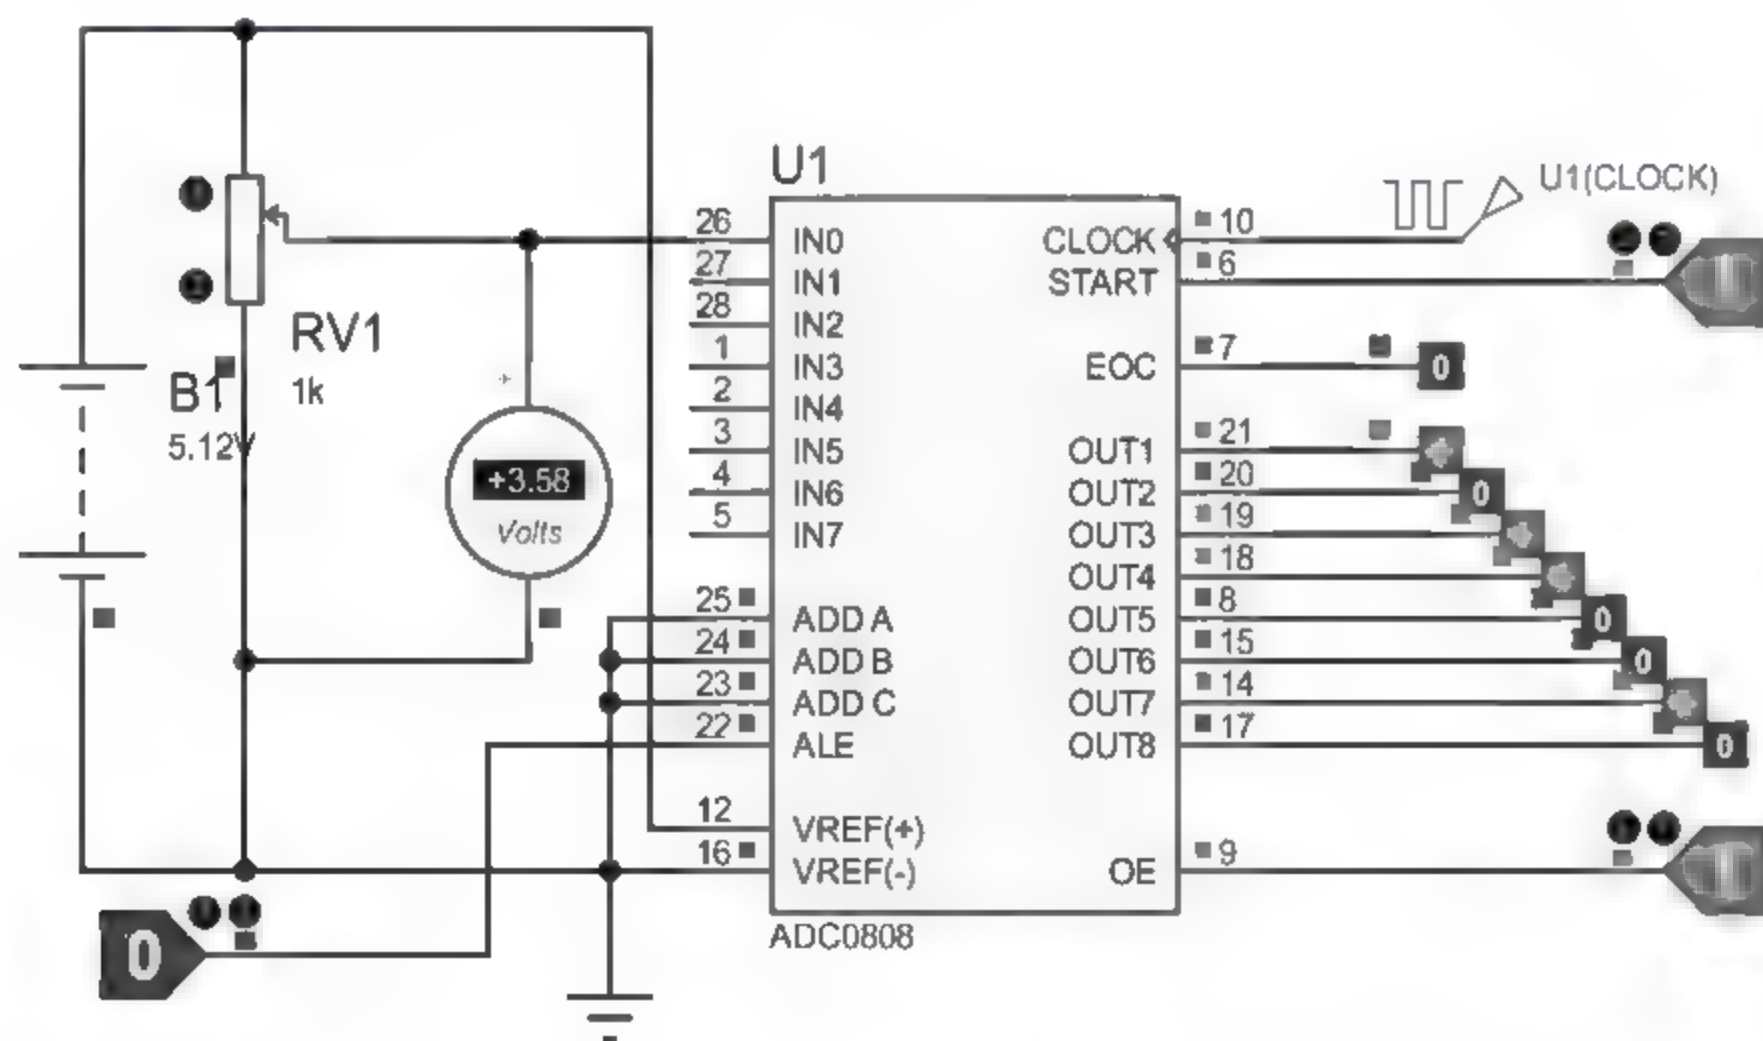 U1
U1(CLOCK)
26 IN0
27 IN1
28 IN2
1 IN3
2 IN4
3 IN5
4 IN6
5 IN7
25 ADD A
24 ADD B
23 ADD C
22 ALE
12 VREF(+)
16 VREF(-)
CLOCK 10
START 6
EOC 7 0
OUT1 21
OUT2 20 0
OUT3 19
OUT4 18
OUT5 8 0
OUT6 15 0
OUT7 14
OUT8 17 0
OE 9
ADC0808
RV1
1k
B1
5.12V
+3.58
Volts
0